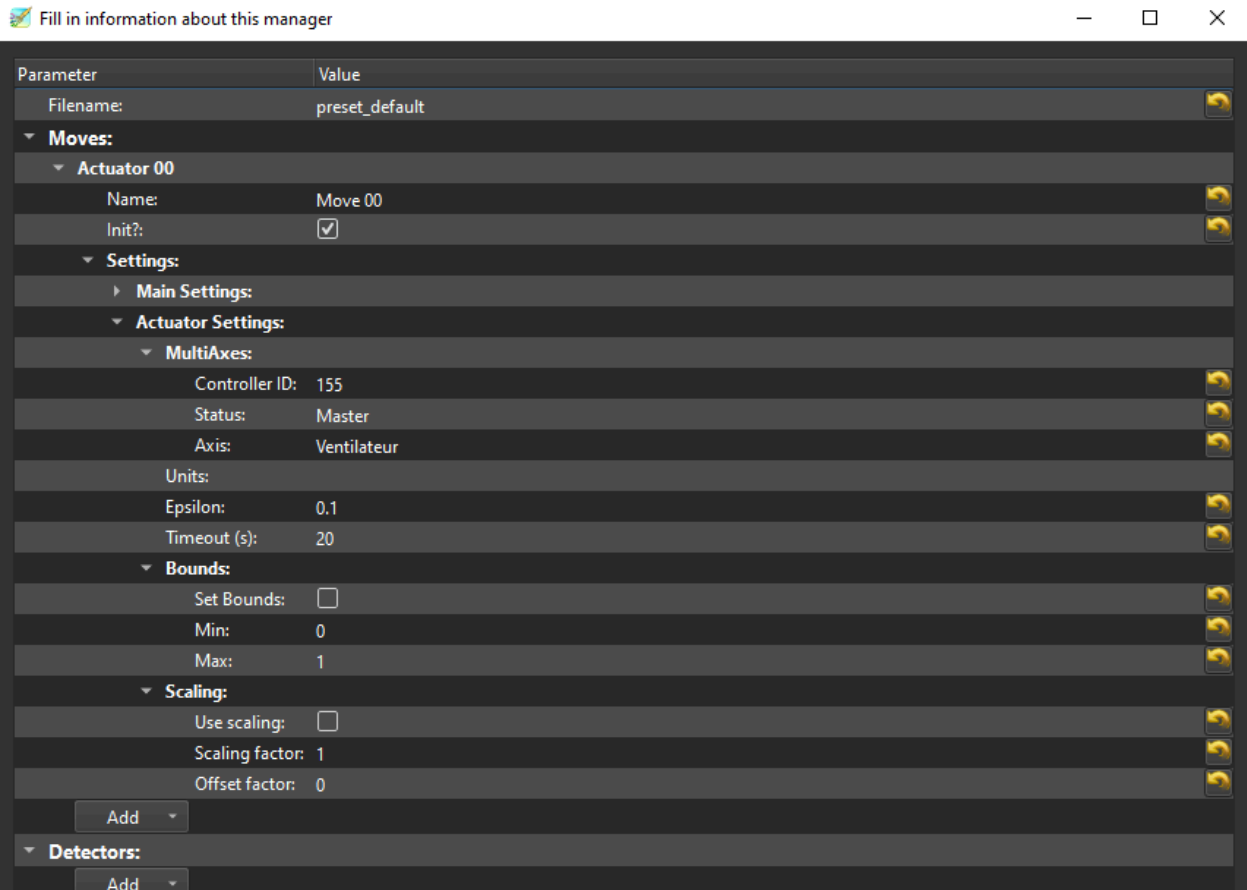 Fill in information about this manager
Parameter Value
Filename: preset_default
Moves:
Actuator 00
Name: Move 00
Init?:
Settings:
Main Settings:
Actuator Settings:
MultiAxes:
Controller ID: 155
Status: Master
Axis: Ventilateur
Units:
Epsilon: 0.1
Timeout (s): 20
Bounds:
Set Bounds:
Min: 0
Max: 1
Scaling:
Use scaling:
Scaling factor: 1
Offset factor: 0
Add
Detectors:
Add